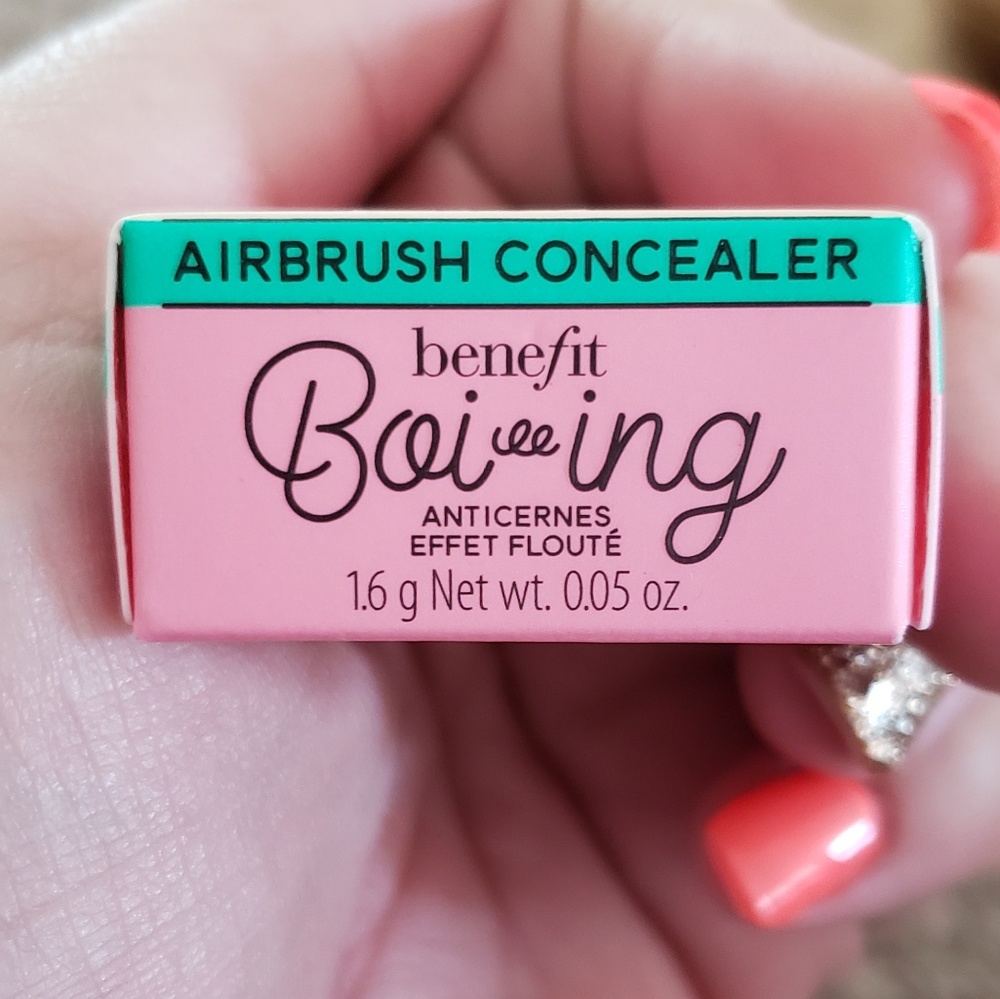 AIRBRUSH CONCEALER
benefit
Boi-ing
ANTICERNES
EFFET FLOUTÉ
1.6 g Net wt. 0.05 oz.